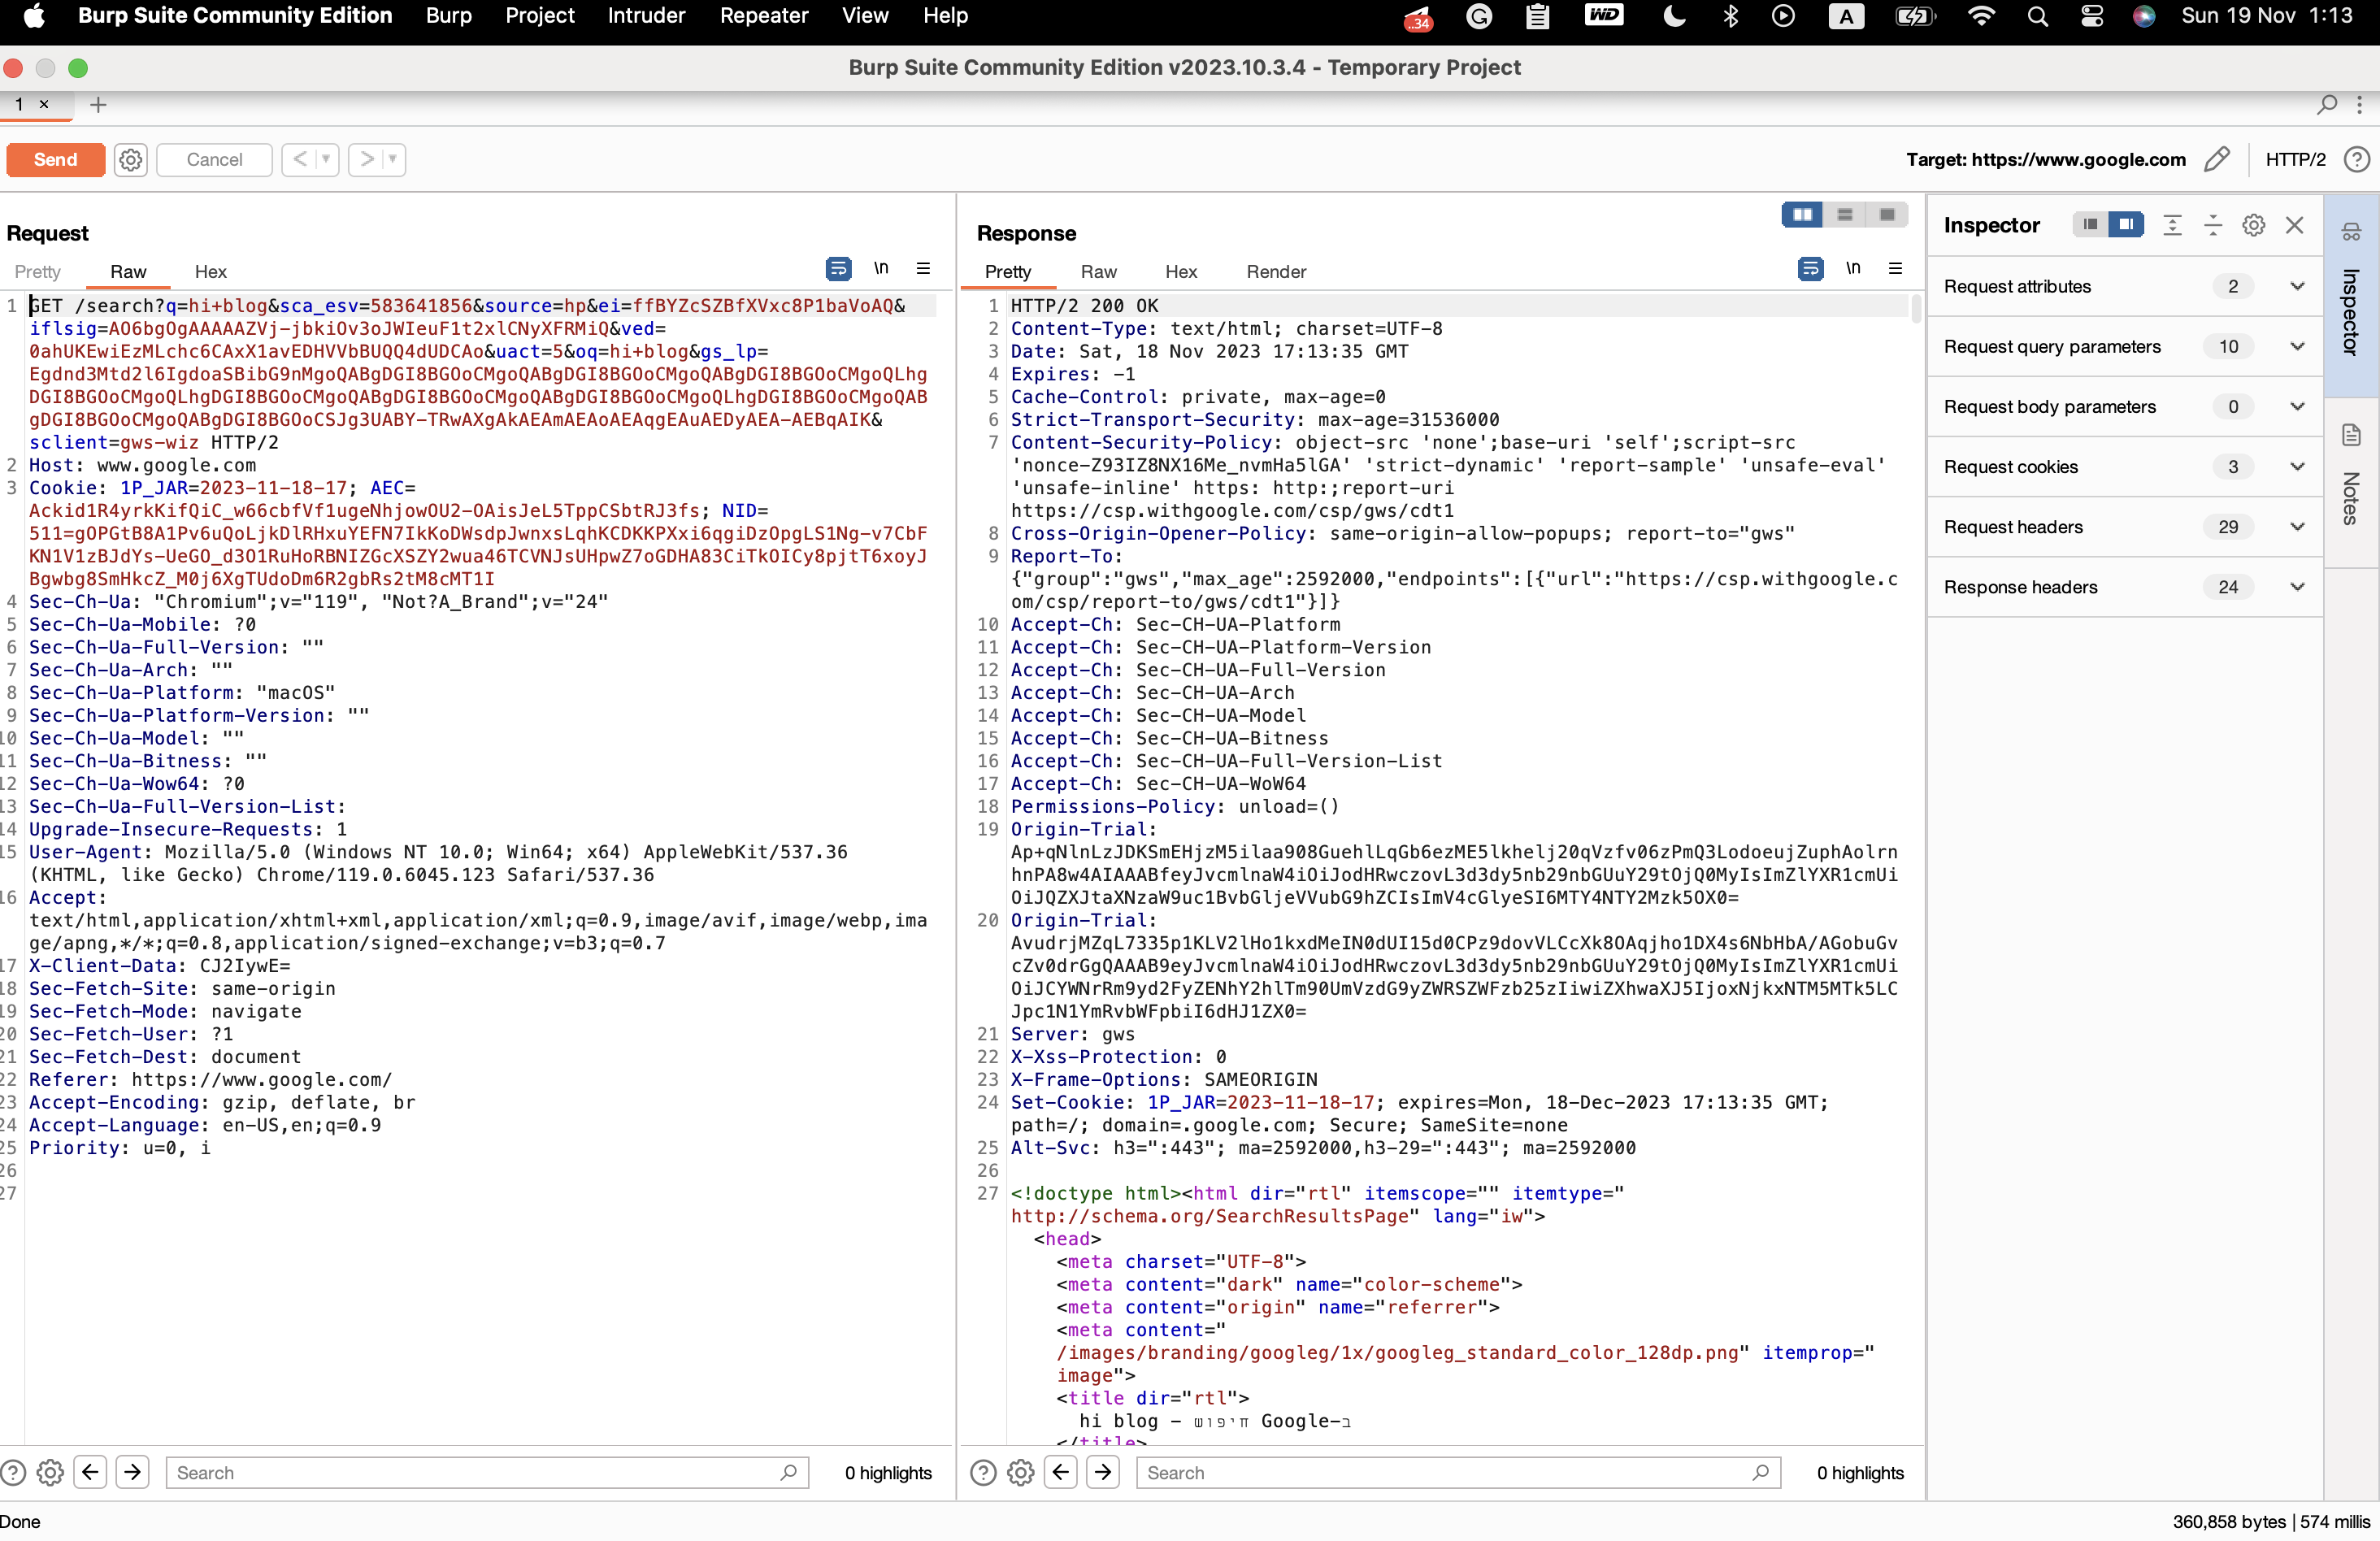 Burp Suite Community Edition Burp Project Intruder Repeater View Help ..34 WD A Sun 19 Nov 1:13
Burp Suite Community Edition v2023.10.3.4 - Temporary Project
1 × +
Send Cancel < > Target: https://www.google.com HTTP/2 ?
Request
Pretty Raw Hex \n
1 GET /search?q=hi+blog&sca_esv=583641856&source=hp&ei=ffBYZcSZBfXVxc8P1baVoAQ&
iflsig=AO6bgOgAAAAAZVj-jbkiOv3oJWIeuF1t2xlCNyXFRMiQ&ved=
0ahUKEwiEzMLchc6CAxX1avEDHVVbBUQQ4dUDCAo&uact=5&oq=hi+blog&gs_lp=
Egdnd3Mtd2l6IgdoaSBibG9nMgoQABgDGI8BGOoCMgoQABgDGI8BGOoCMgoQABgDGI8BGOoCMgoQLhg
DGI8BGOoCMgoQLhgDGI8BGOoCMgoQABgDGI8BGOoCMgoQABgDGI8BGOoCMgoQLhgDGI8BGOoCMgoQAB
gDGI8BGOoCMgoQABgDGI8BGOoCSJg3UABY-TRwAXgAkAEAmAEAoAEAqgEAuAEDyAEA-AEBqAIK&
sclient=gws-wiz HTTP/2
2 Host: www.google.com
3 Cookie: 1P_JAR=2023-11-18-17; AEC=
Ackid1R4yrkKifQiC_w66cbfVf1ugeNhjowOU2-OAisJeL5TppCSbtRJ3fs; NID=
511=gOPGtB8A1Pv6uQoLjkDlRHxuYEFN7IkKoDWsdpJwnxsLqhKCDKKPXxi6qgiDzOpgLS1Ng-v7CbF
KN1V1zBJdYs-UeGO_d3O1RuHoRBNIZGcXSZY2wua46TCVNJsUHpwZ7oGDHA83CiTkOICy8pjtT6xoyJ
Bgwbg8SmHkcZ_M0j6XgTUdoDm6R2gbRs2tM8cMT1I
4 Sec-Ch-Ua: "Chromium";v="119", "Not?A_Brand";v="24"
5 Sec-Ch-Ua-Mobile: ?0
6 Sec-Ch-Ua-Full-Version: ""
7 Sec-Ch-Ua-Arch: ""
8 Sec-Ch-Ua-Platform: "macOS"
9 Sec-Ch-Ua-Platform-Version: ""
10 Sec-Ch-Ua-Model: ""
11 Sec-Ch-Ua-Bitness: ""
12 Sec-Ch-Ua-Wow64: ?0
13 Sec-Ch-Ua-Full-Version-List:
14 Upgrade-Insecure-Requests: 1
15 User-Agent: Mozilla/5.0 (Windows NT 10.0; Win64; x64) AppleWebKit/537.36
(KHTML, like Gecko) Chrome/119.0.6045.123 Safari/537.36
16 Accept:
text/html,application/xhtml+xml,application/xml;q=0.9,image/avif,image/webp,ima
ge/apng,*/*;q=0.8,application/signed-exchange;v=b3;q=0.7
17 X-Client-Data: CJ2IywE=
18 Sec-Fetch-Site: same-origin
19 Sec-Fetch-Mode: navigate
20 Sec-Fetch-User: ?1
21 Sec-Fetch-Dest: document
22 Referer: https://www.google.com/
23 Accept-Encoding: gzip, deflate, br
24 Accept-Language: en-US,en;q=0.9
25 Priority: u=0, i
26
27
? Search 0 highlights
Response
Pretty Raw Hex Render \n
1 HTTP/2 200 OK
2 Content-Type: text/html; charset=UTF-8
3 Date: Sat, 18 Nov 2023 17:13:35 GMT
4 Expires: -1
5 Cache-Control: private, max-age=0
6 Strict-Transport-Security: max-age=31536000
7 Content-Security-Policy: object-src 'none';base-uri 'self';script-src
'nonce-Z93IZ8NX16Me_nvmHa5lGA' 'strict-dynamic' 'report-sample' 'unsafe-eval'
'unsafe-inline' https: http:;report-uri
https://csp.withgoogle.com/csp/gws/cdt1
8 Cross-Origin-Opener-Policy: same-origin-allow-popups; report-to="gws"
9 Report-To:
{"group":"gws","max_age":2592000,"endpoints":[{"url":"https://csp.withgoogle.c
om/csp/report-to/gws/cdt1"}]}
10 Accept-Ch: Sec-CH-UA-Platform
11 Accept-Ch: Sec-CH-UA-Platform-Version
12 Accept-Ch: Sec-CH-UA-Full-Version
13 Accept-Ch: Sec-CH-UA-Arch
14 Accept-Ch: Sec-CH-UA-Model
15 Accept-Ch: Sec-CH-UA-Bitness
16 Accept-Ch: Sec-CH-UA-Full-Version-List
17 Accept-Ch: Sec-CH-UA-WoW64
18 Permissions-Policy: unload=()
19 Origin-Trial:
Ap+qNlnLzJDKSmEHjzM5ilaa908GuehlLqGb6ezME5lkhelj20qVzfv06zPmQ3LodoeujZuphAolrn
hnPA8w4AIAAABfeyJvcmlnaW4iOiJodHRwczovL3d3dy5nb29nbGUuY29tOjQ0MyIsImZlYXR1cmUi
OiJQZXJtaXNzaW9uc1BvbGljeVVubG9hZCIsImV4cGlyeSI6MTY4NTY2Mzk5OX0=
20 Origin-Trial:
AvudrjMZqL7335p1KLV2lHo1kxdMeIN0dUI15d0CPz9dovVLCcXk8OAqjho1DX4s6NbHbA/AGobuGv
cZv0drGgQAAAB9eyJvcmlnaW4iOiJodHRwczovL3d3dy5nb29nbGUuY29tOjQ0MyIsImZlYXR1cmUi
OiJCYWNrRm9yd2FyZENhY2hlTm90UmVzdG9yZWRSZWFzb25zIiwiZXhwaXJ5IjoxNjkxNTM5MTk5LC
Jpc1N1YmRvbWFpbiI6dHJ1ZX0=
21 Server: gws
22 X-Xss-Protection: 0
23 X-Frame-Options: SAMEORIGIN
24 Set-Cookie: 1P_JAR=2023-11-18-17; expires=Mon, 18-Dec-2023 17:13:35 GMT;
path=/; domain=.google.com; Secure; SameSite=none
25 Alt-Svc: h3=":443"; ma=2592000,h3-29=":443"; ma=2592000
26
27 <!doctype html><html dir="rtl" itemscope="" itemtype="
http://schema.org/SearchResultsPage" lang="iw">
<head>
<meta charset="UTF-8">
<meta content="dark" name="color-scheme">
<meta content="origin" name="referrer">
<meta content="
/images/branding/googleg/1x/googleg_standard_color_128dp.png" itemprop="
image">
<title dir="rtl">
hi blog - חיפוש Google-ב
</title>
? Search 0 highlights
Inspector
Request attributes 2
Request query parameters 10
Request body parameters 0
Request cookies 3
Request headers 29
Response headers 24
Inspector
Notes
Done 360,858 bytes | 574 millis